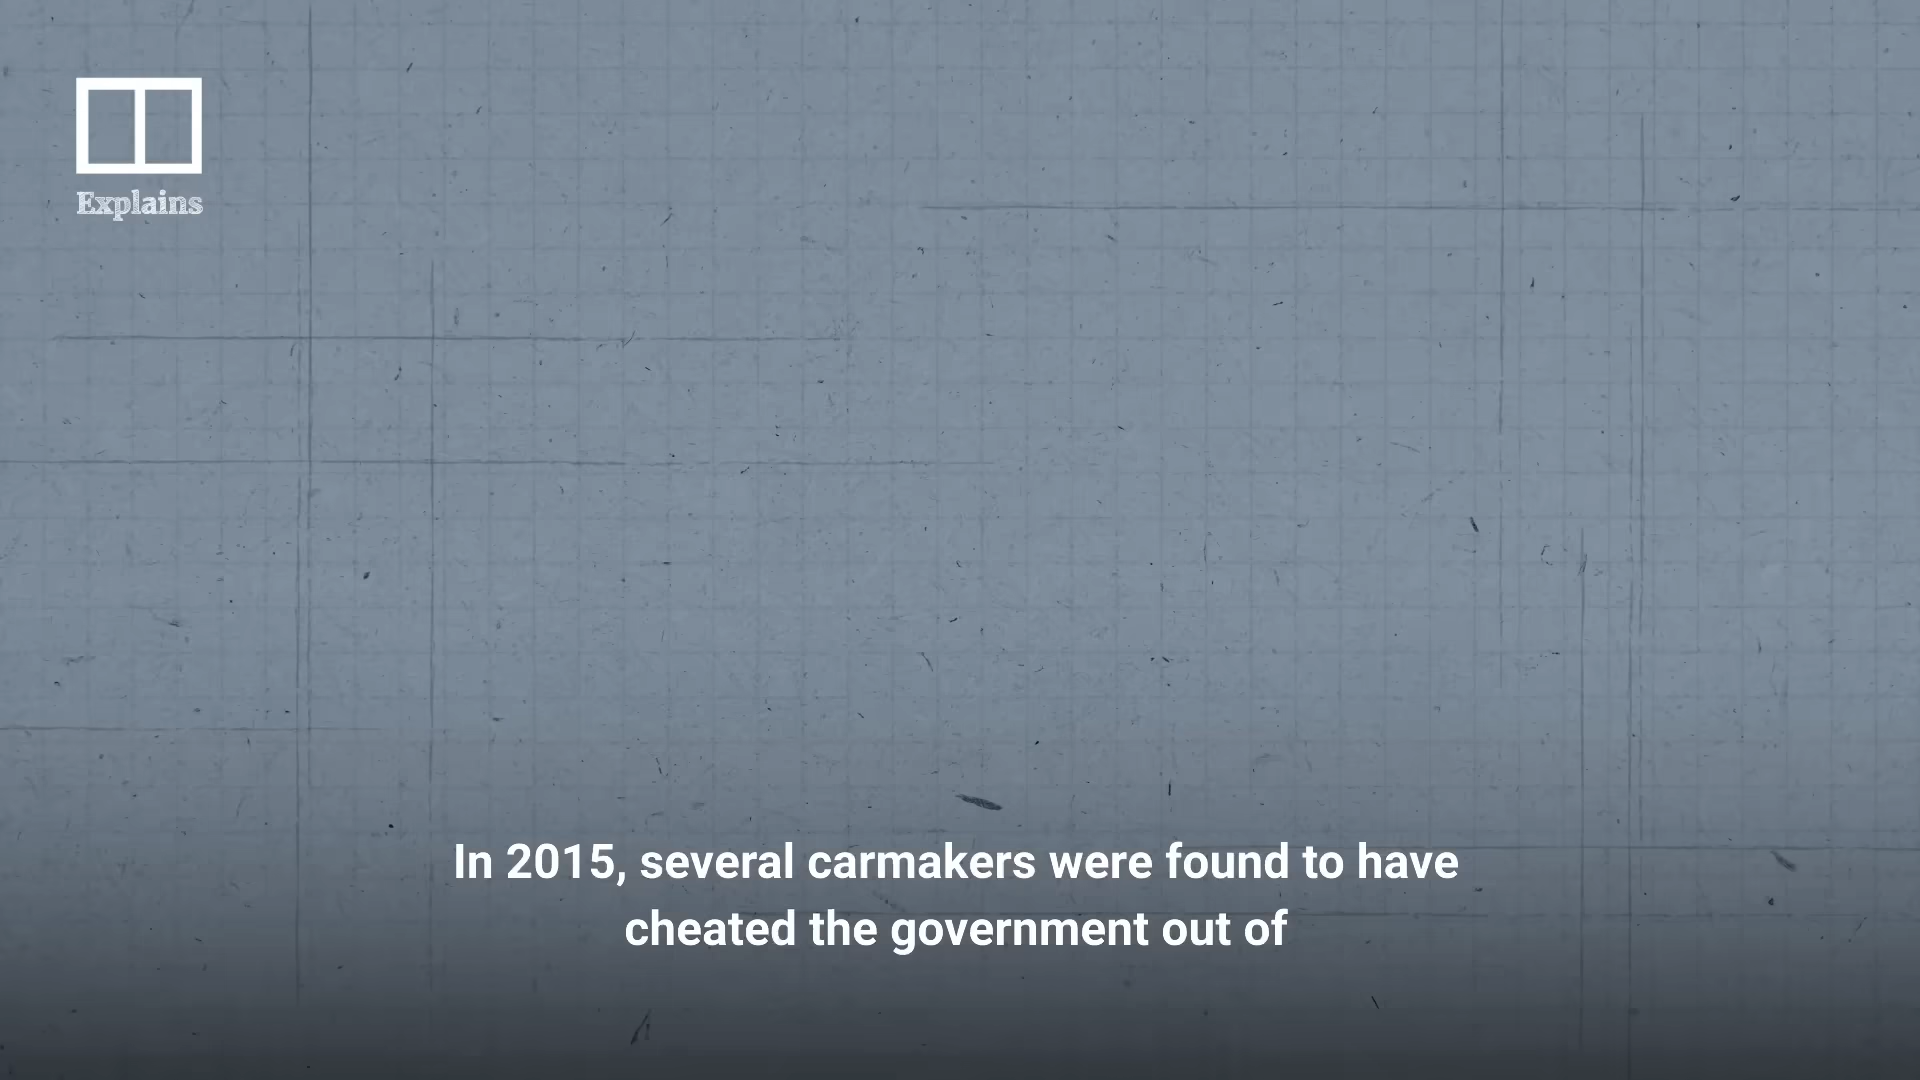 Explains
In 2015, several carmakers were found to have
cheated the government out of